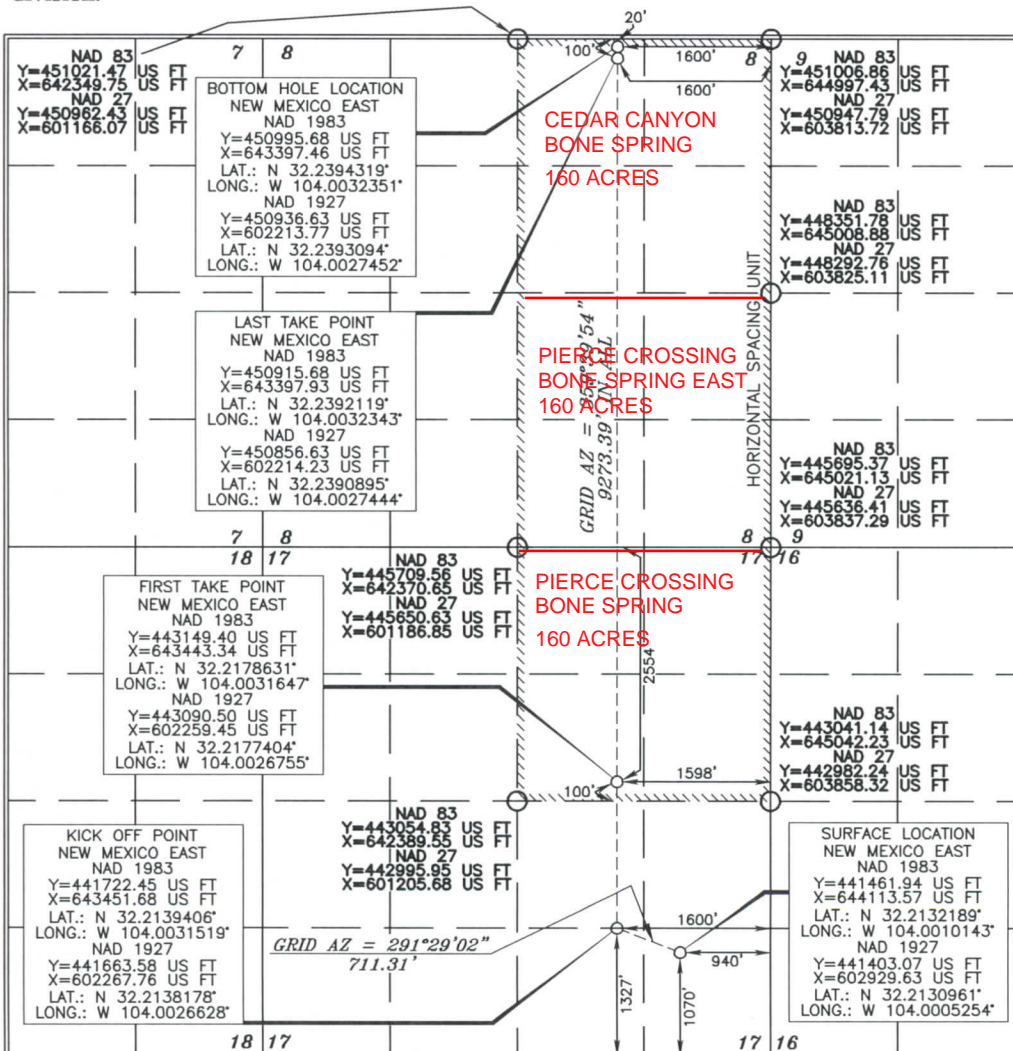 20'
7 8
100'
1600'
8 9
1600'
NAD 83
Y=451021.47 US FT
X=642349.75 US FT
NAD 27
Y=450962.43 US FT
X=601166.07 US FT
BOTTOM HOLE LOCATION
NEW MEXICO EAST
NAD 1983
Y=450995.68 US FT
X=643397.46 US FT
LAT.: N 32.2394319°
LONG.: W 104.0032351°
NAD 1927
Y=450936.63 US FT
X=602213.77 US FT
LAT.: N 32.2393094°
LONG.: W 104.0027452°
CEDAR CANYON
BONE SPRING
160 ACRES
NAD 83
Y=451006.86 US FT
X=644997.43 US FT
NAD 27
Y=450947.79 US FT
X=603813.72 US FT
NAD 83
Y=448351.78 US FT
X=645008.88 US FT
NAD 27
Y=448292.76 US FT
X=603825.11 US FT
LAST TAKE POINT
NEW MEXICO EAST
NAD 1983
Y=450915.68 US FT
X=643397.93 US FT
LAT.: N 32.2392119°
LONG.: W 104.0032343°
NAD 1927
Y=450856.63 US FT
X=602214.23 US FT
LAT.: N 32.2390895°
LONG.: W 104.0027444°
PIERCE CROSSING
BONE SPRING EAST
160 ACRES
GRID AZ = 
9273.39' IN ALL
HORIZONTAL SPACING UNIT
NAD 83
Y=445695.37 US FT
X=645021.13 US FT
NAD 27
Y=445636.41 US FT
X=603837.29 US FT
7 8
18 17
8 9
17 16
NAD 83
Y=445709.56 US FT
X=642370.65 US FT
NAD 27
Y=445650.63 US FT
X=601186.85 US FT
PIERCE CROSSING
BONE SPRING
160 ACRES
2554'
FIRST TAKE POINT
NEW MEXICO EAST
NAD 1983
Y=443149.40 US FT
X=643443.34 US FT
LAT.: N 32.2178631°
LONG.: W 104.0031647°
NAD 1927
Y=443090.50 US FT
X=602259.45 US FT
LAT.: N 32.2177404°
LONG.: W 104.0026755°
1598'
100'
NAD 83
Y=443041.14 US FT
X=645042.23 US FT
NAD 27
Y=442982.24 US FT
X=603858.32 US FT
NAD 83
Y=443054.83 US FT
X=642389.55 US FT
NAD 27
Y=442995.95 US FT
X=601205.68 US FT
KICK OFF POINT
NEW MEXICO EAST
NAD 1983
Y=441722.45 US FT
X=643451.68 US FT
LAT.: N 32.2139406°
LONG.: W 104.0031519°
NAD 1927
Y=441663.58 US FT
X=602267.76 US FT
LAT.: N 32.2138178°
LONG.: W 104.0026628°
GRID AZ = 291°29'02"
711.31'
1600'
940'
1327'
1070'
SURFACE LOCATION
NEW MEXICO EAST
NAD 1983
Y=441461.94 US FT
X=644113.57 US FT
LAT.: N 32.2132189°
LONG.: W 104.0010143°
NAD 1927
Y=441403.07 US FT
X=602929.63 US FT
LAT.: N 32.2130961°
LONG.: W 104.0005254°
18 17
17 16